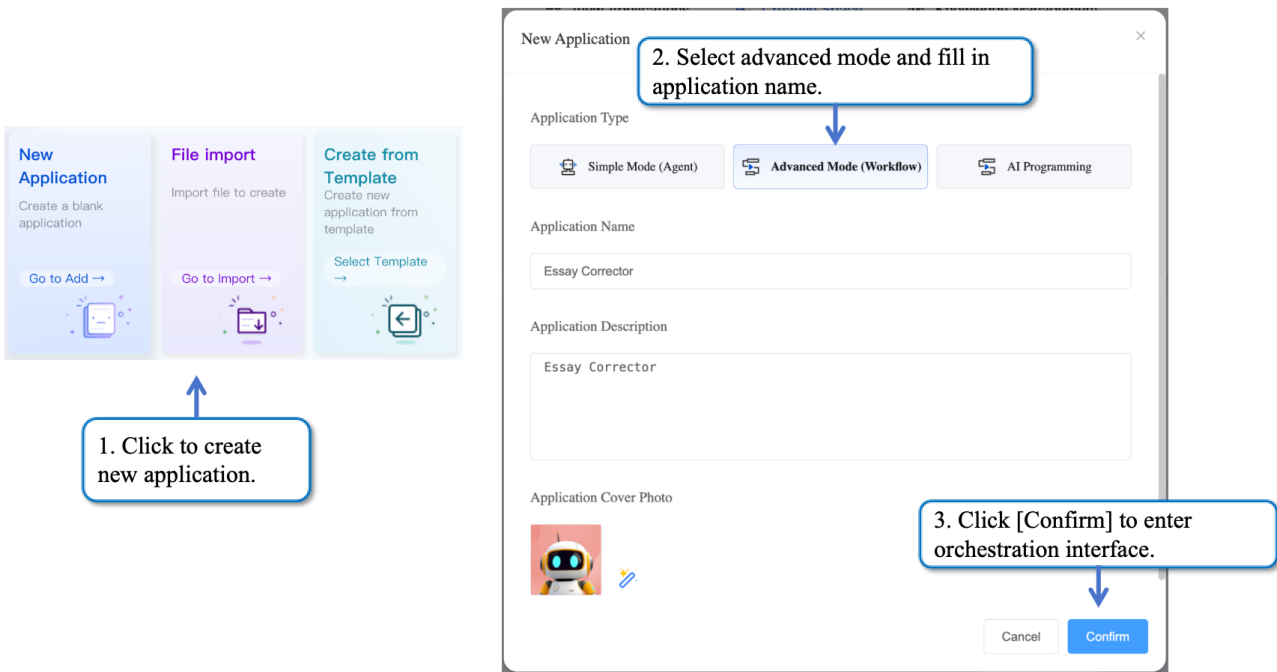 New
Application
Create a blank
application
Go to Add →
File import
Import file to create
Go to Import →
Create from
Template
Create new
application from
template
Select Template
→
1. Click to create
new application.
New Application
2. Select advanced mode and fill in
application name.
Application Type
Simple Mode (Agent)
Advanced Mode (Workflow)
AI Programming
Application Name
Essay Corrector
Application Description
Essay Corrector
Application Cover Photo
3. Click [Confirm] to enter
orchestration interface.
Cancel
Confirm